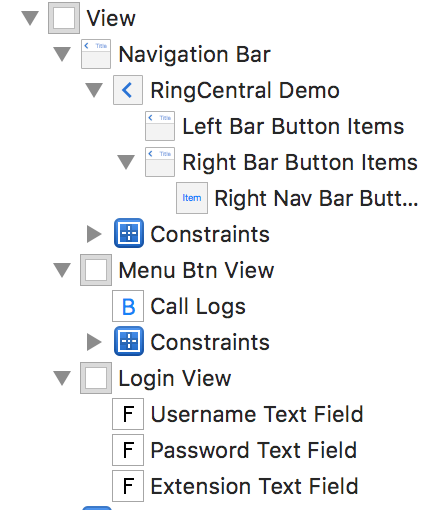 View
Title
Navigation Bar
RingCentral Demo
Title
Left Bar Button Items
Title
Right Bar Button Items
Item
Right Nav Bar Butt...
Constraints
Menu Btn View
B
Call Logs
Constraints
Login View
F
Username Text Field
F
Password Text Field
F
Extension Text Field